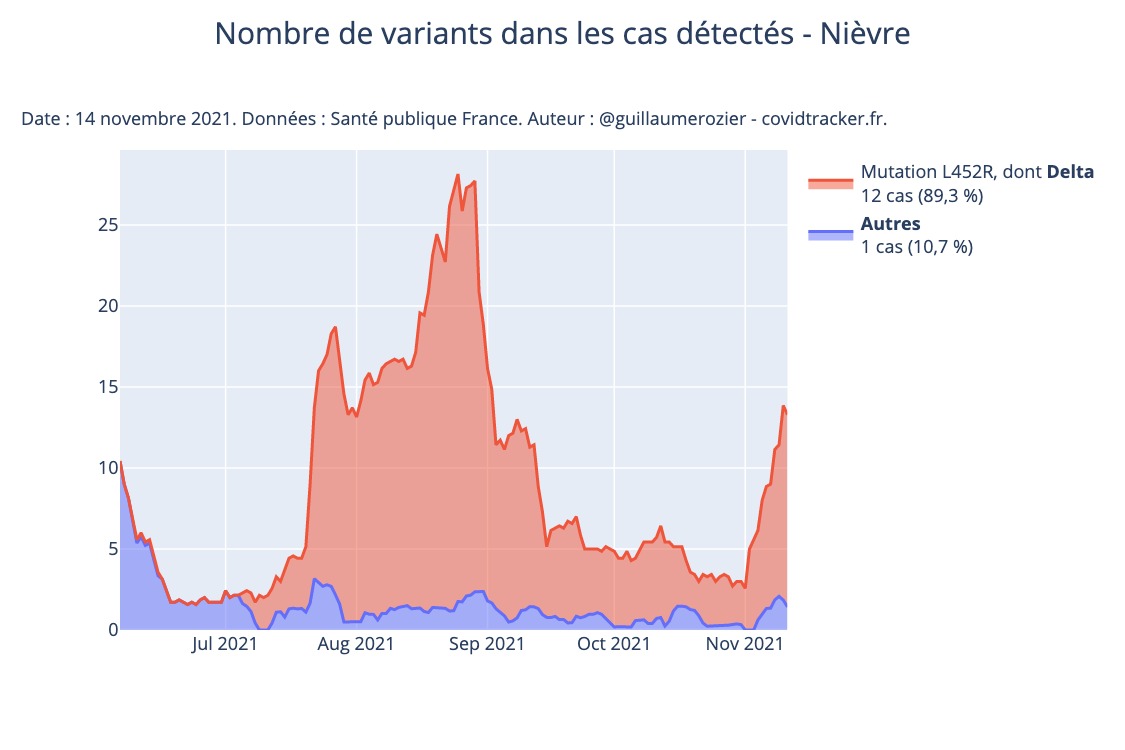 Nombre de variants dans les cas détectés - Nièvre
Date : 14 novembre 2021. Données : Santé publique France. Auteur : @guillaumerozier - covidtracker.fr.
Mutation L452R, dont Delta
12 cas (89,3 %)
Autres
1 cas (10,7 %)
25
20
15
10
5
0
Jul 2021 Aug 2021 Sep 2021 Oct 2021 Nov 2021